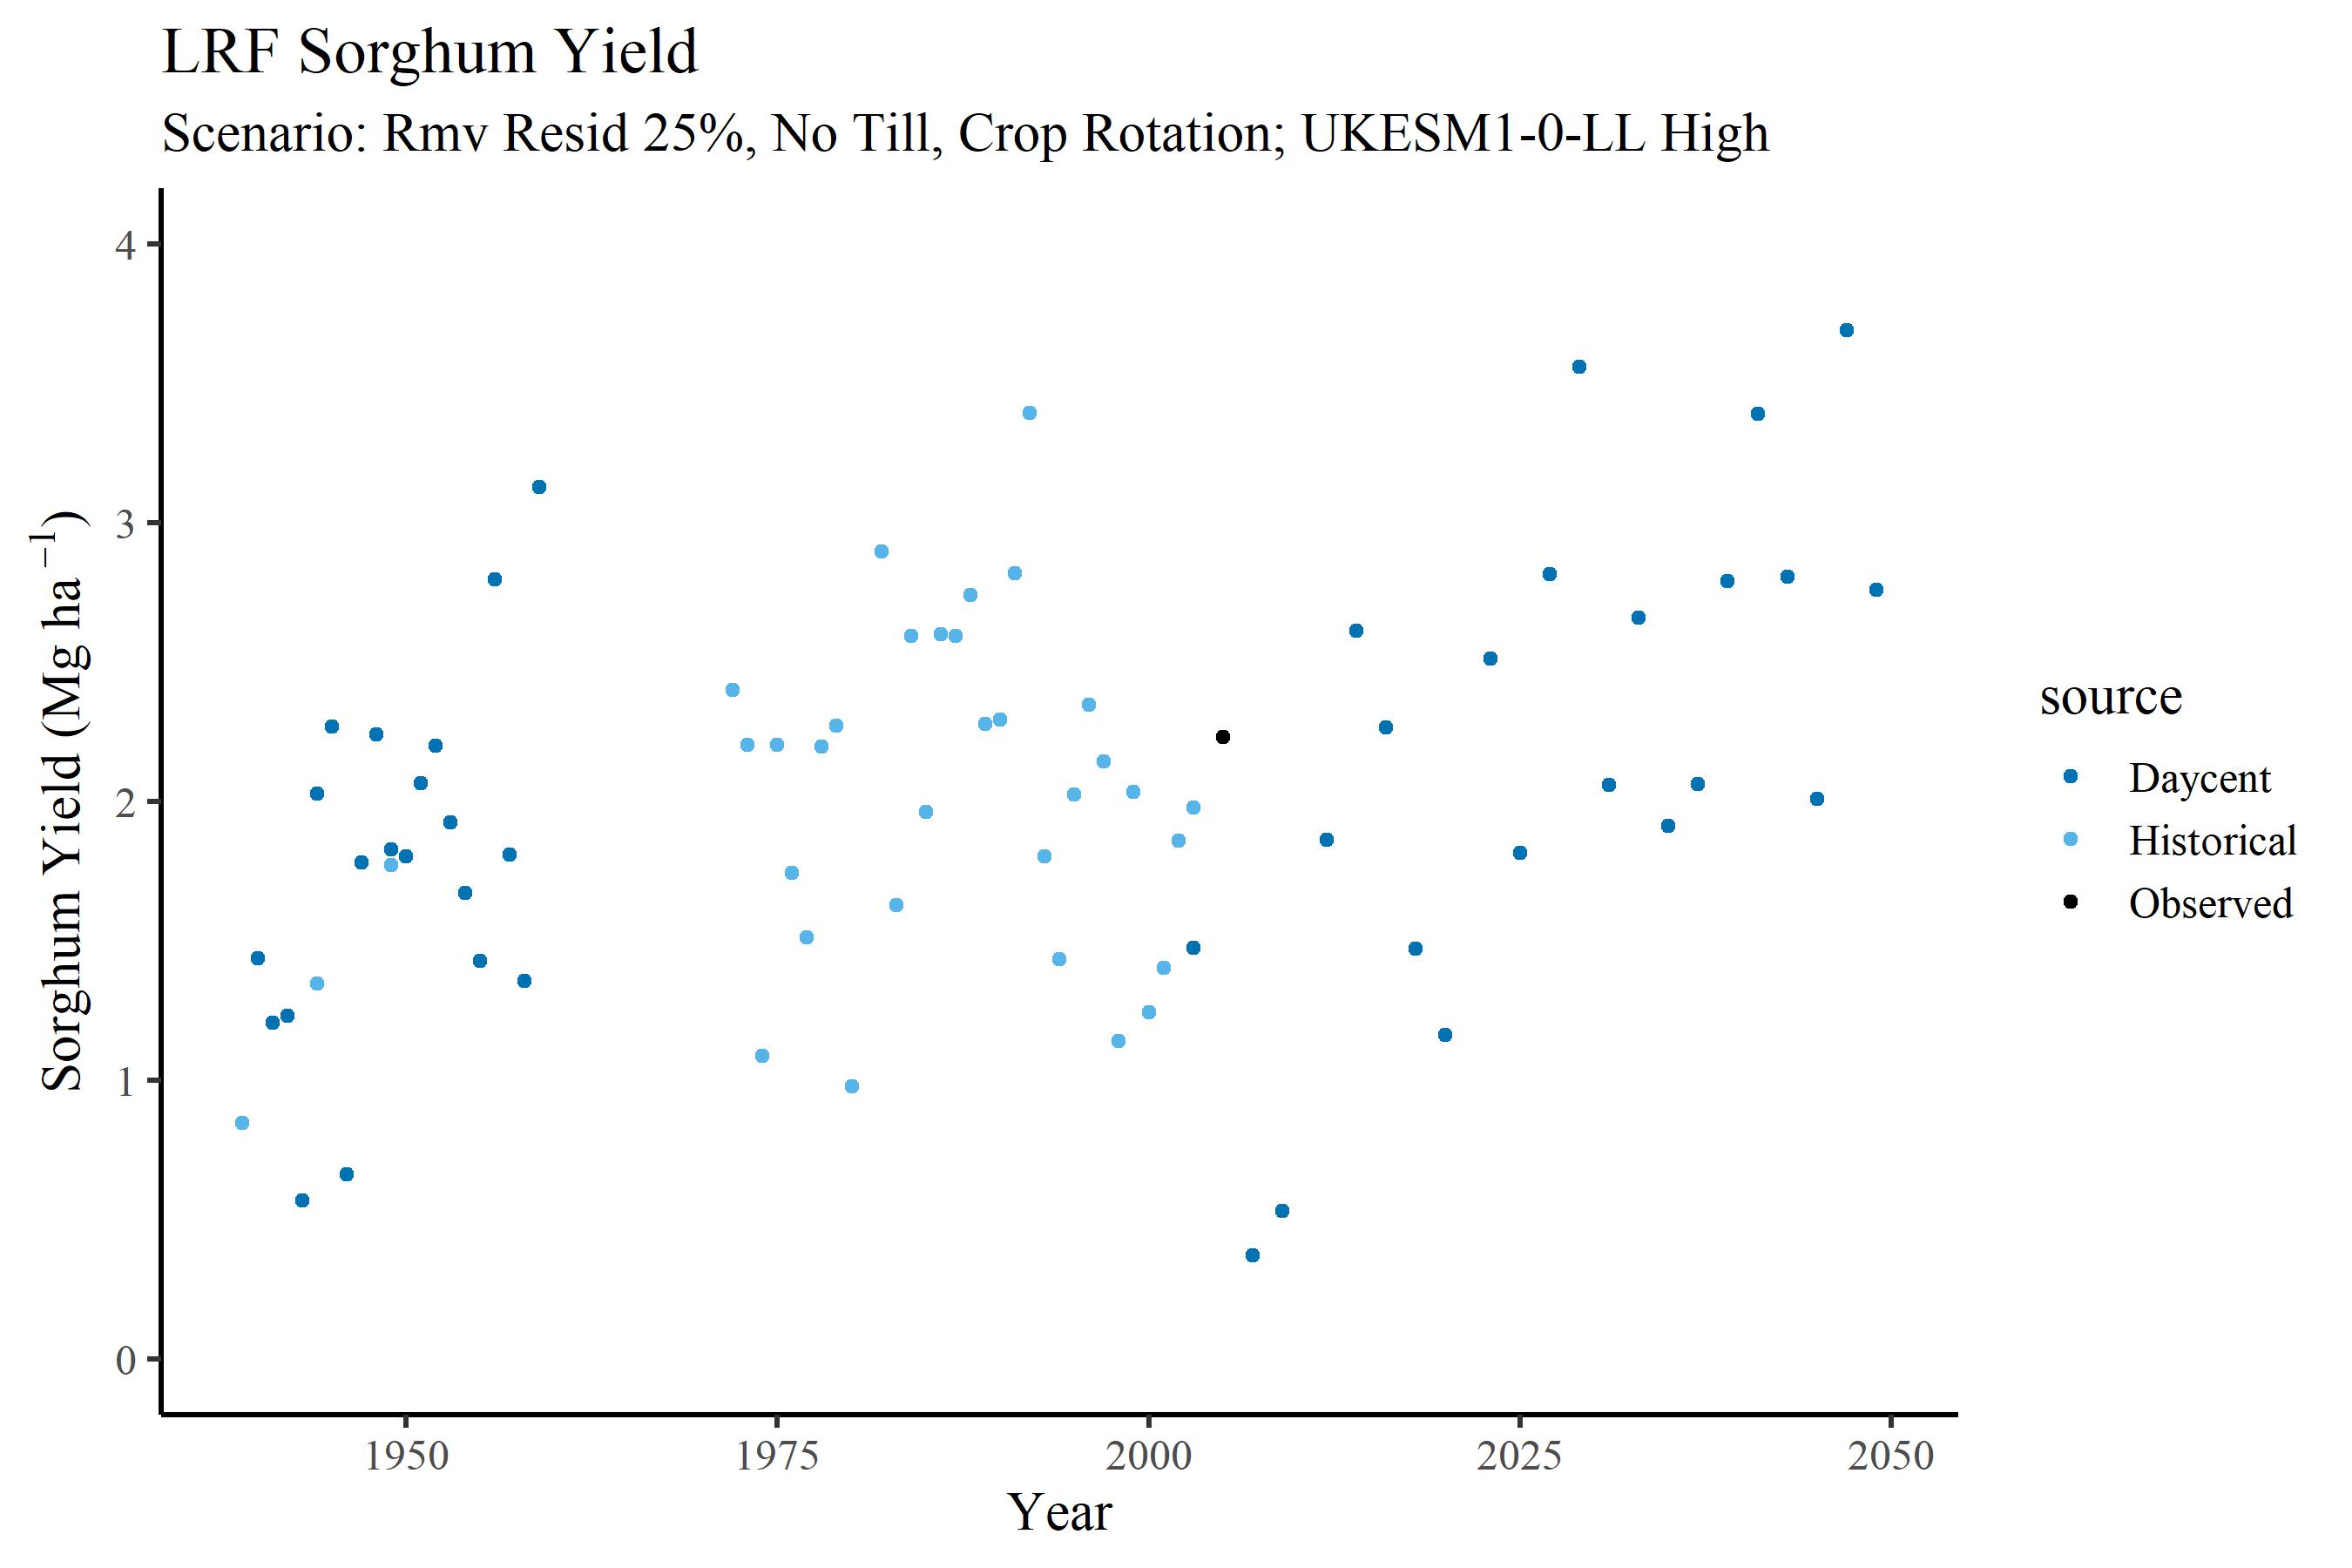 LRF Sorghum Yield
Scenario: Rmv Resid 25%, No Till, Crop Rotation; UKESM1-0-LL High
Sorghum Yield (Mg ha −1)
4
3
2
1
0
1950 1975 2000 2025 2050
Year
source
Daycent
Historical
Observed